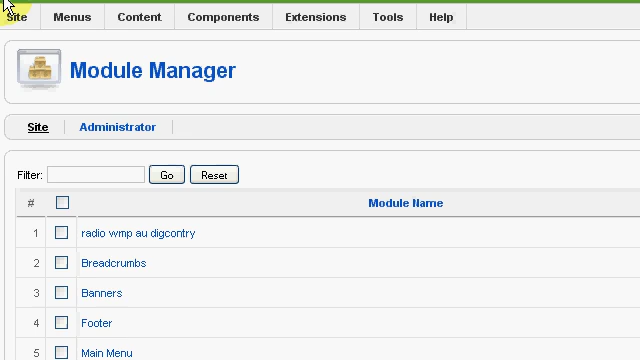 Site Menus Content Components Extensions Tools Help
Module Manager
Site Administrator
Filter: Go Reset
# Module Name
1 radio wmp au digcontry
2 Breadcrumbs
3 Banners
4 Footer
5 Main Menu